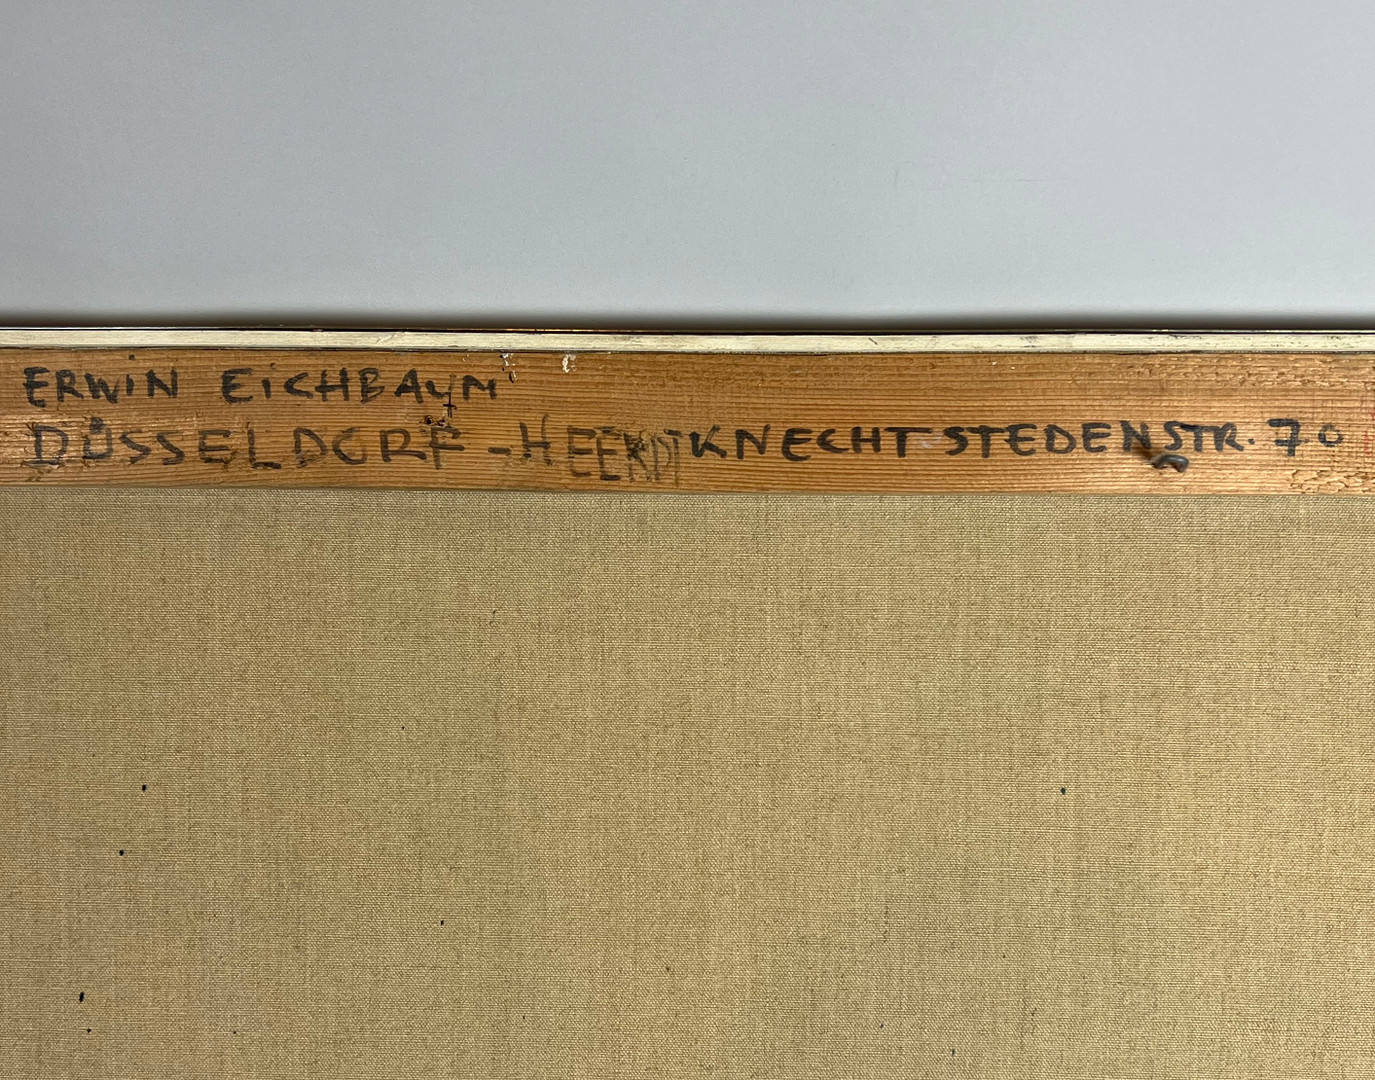 ERWIN EiCHBAUM
DÜSSELDORF - HEERDT KNECHTSTEDENSTR. 70